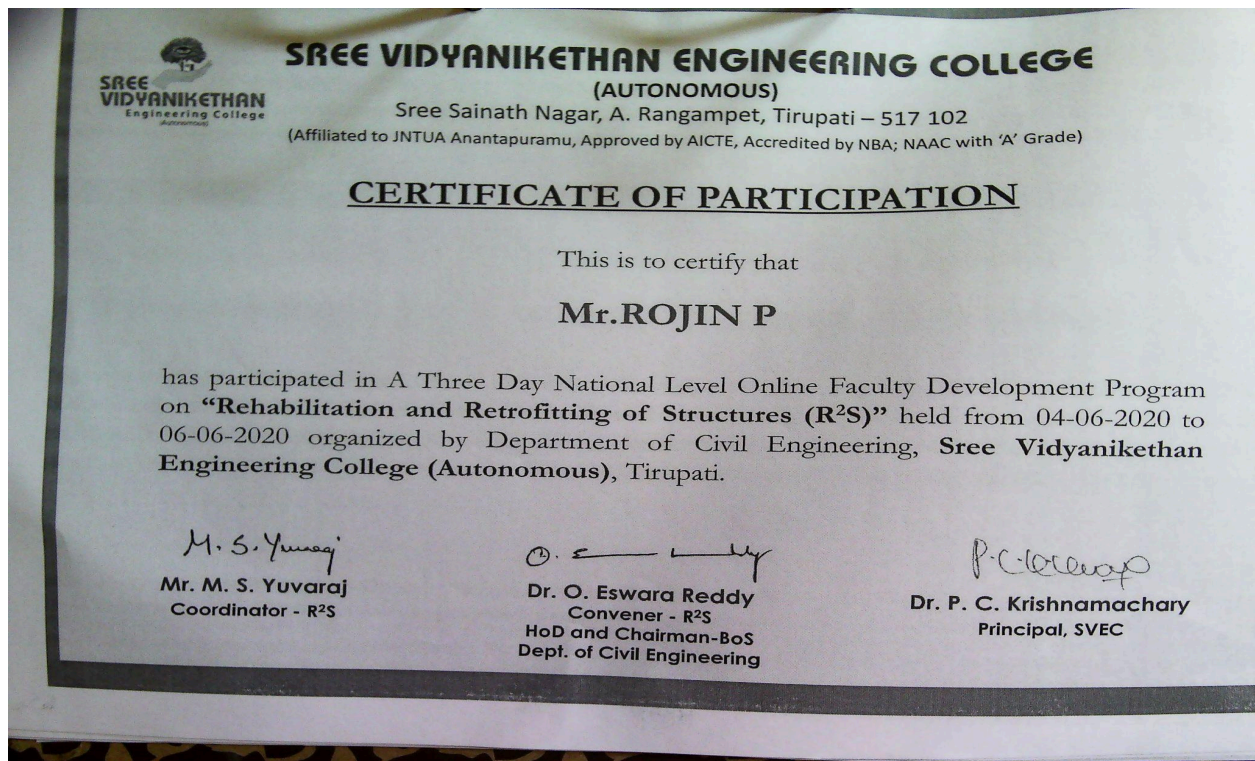 SREE
VIDYANIKETHAN
Engineering College
(Autonomous)
SREE VIDYANIKETHAN ENGINEERING COLLEGE
(AUTONOMOUS)
Sree Sainath Nagar, A. Rangampet, Tirupati – 517 102
(Affiliated to JNTUA Anantapuramu, Approved by AICTE, Accredited by NBA; NAAC with 'A' Grade)
CERTIFICATE OF PARTICIPATION
This is to certify that
Mr.ROJIN P
has participated in A Three Day National Level Online Faculty Development Program
on “Rehabilitation and Retrofitting of Structures (R²S)” held from 04-06-2020 to
06-06-2020 organized by Department of Civil Engineering, Sree Vidyanikethan
Engineering College (Autonomous), Tirupati.
M. S. Yuvaraj
Mr. M. S. Yuvaraj
Coordinator - R²S
Dr. O. Eswara Reddy
Convener - R²S
HoD and Chairman-BoS
Dept. of Civil Engineering
Dr. P. C. Krishnamachary
Principal, SVEC